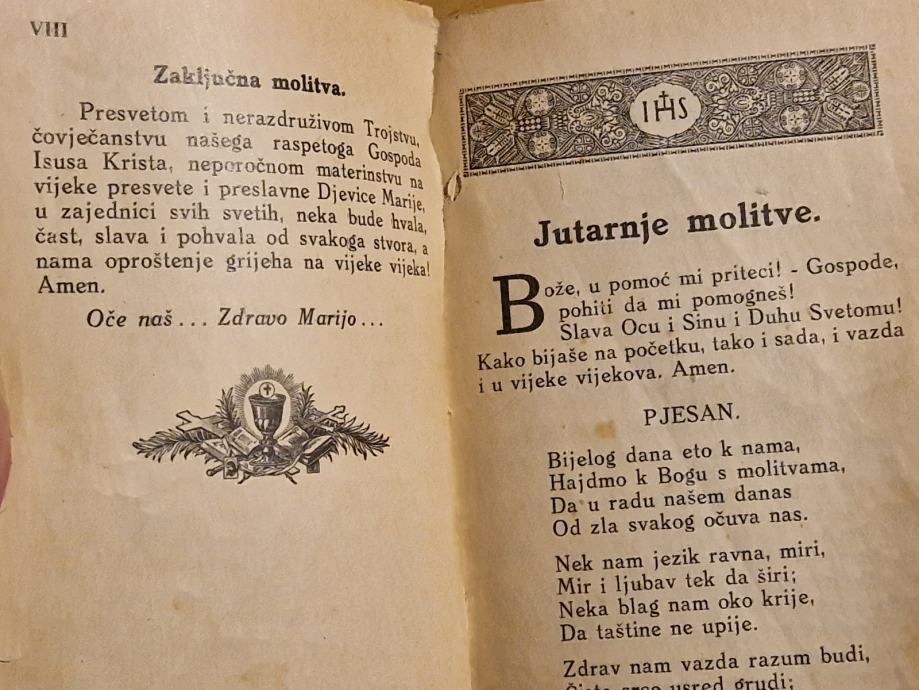 VIII
Zaključna molitva.
Presvetom i nerazdruživom Trojstvu,
čovječanstvu našega raspetoga Gospoda
Isusa Krista, neporočnom materinstvu na
vijeke presvete i preslavne Djevice Marije,
u zajednici svih svetih, neka bude hvala,
čast, slava i pohvala od svakoga stvora, a
nama oproštenje grijeha na vijeke vijeka!
Amen.
Oče naš... Zdravo Marijo...
IHS
Jutarnje molitve.
Bože, u pomoć mi priteci! - Gospode,
pohiti da mi pomogneš!
Slava Ocu i Sinu i Duhu Svetomu!
Kako bijaše na početku, tako i sada, i vazda
i u vijeke vijekova. Amen.
PJESAN.
Bijelog dana eto k nama,
Hajdmo k Bogu s molitvama,
Da u radu našem danas
Od zla svakog očuva nas.
Nek nam jezik ravna, miri,
Mir i ljubav tek da širi;
Neka blag nam oko krije,
Da taštine ne upije.
Zdrav nam vazda razum budi,
Čisto srce usred grudi;